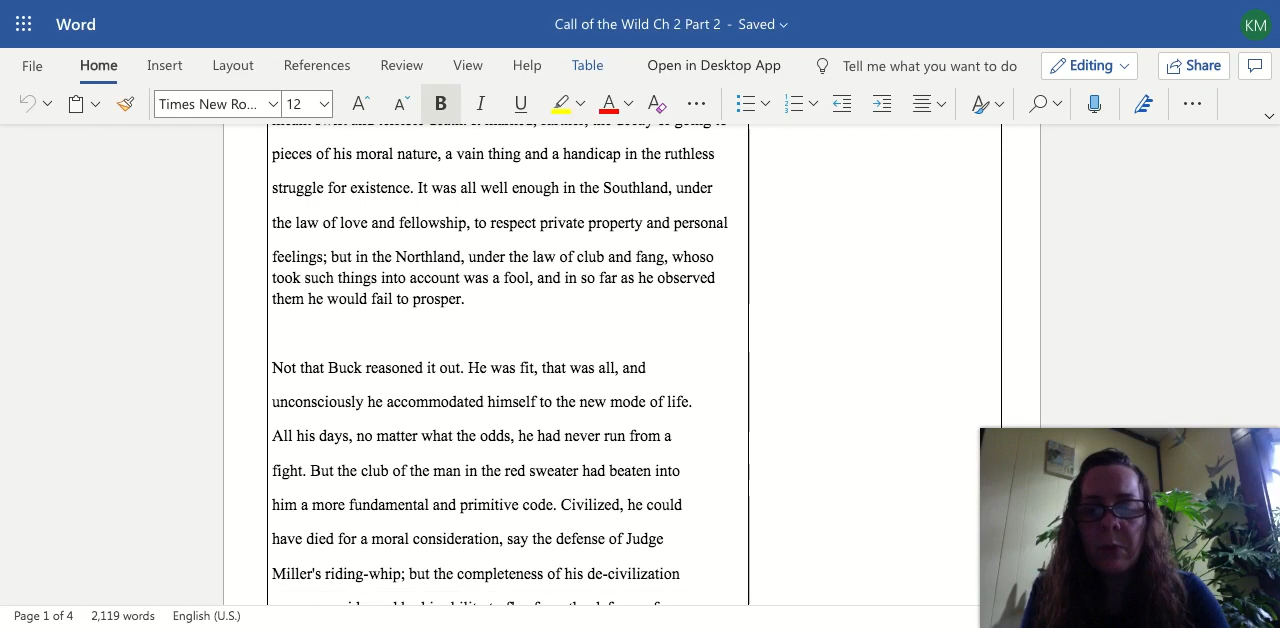 Word
Call of the Wild Ch 2 Part 2 - Saved
KM
File Home Insert Layout References Review View Help Table Open in Desktop App Tell me what you want to do Editing Share
Times New Ro... 12 A A B I U A A
pieces of his moral nature, a vain thing and a handicap in the ruthless
struggle for existence. It was all well enough in the Southland, under
the law of love and fellowship, to respect private property and personal
feelings; but in the Northland, under the law of club and fang, whoso
took such things into account was a fool, and in so far as he observed
them he would fail to prosper.
Not that Buck reasoned it out. He was fit, that was all, and
unconsciously he accommodated himself to the new mode of life.
All his days, no matter what the odds, he had never run from a
fight. But the club of the man in the red sweater had beaten into
him a more fundamental and primitive code. Civilized, he could
have died for a moral consideration, say the defense of Judge
Miller's riding-whip; but the completeness of his de-civilization
Page 1 of 4 2,119 words English (U.S.)